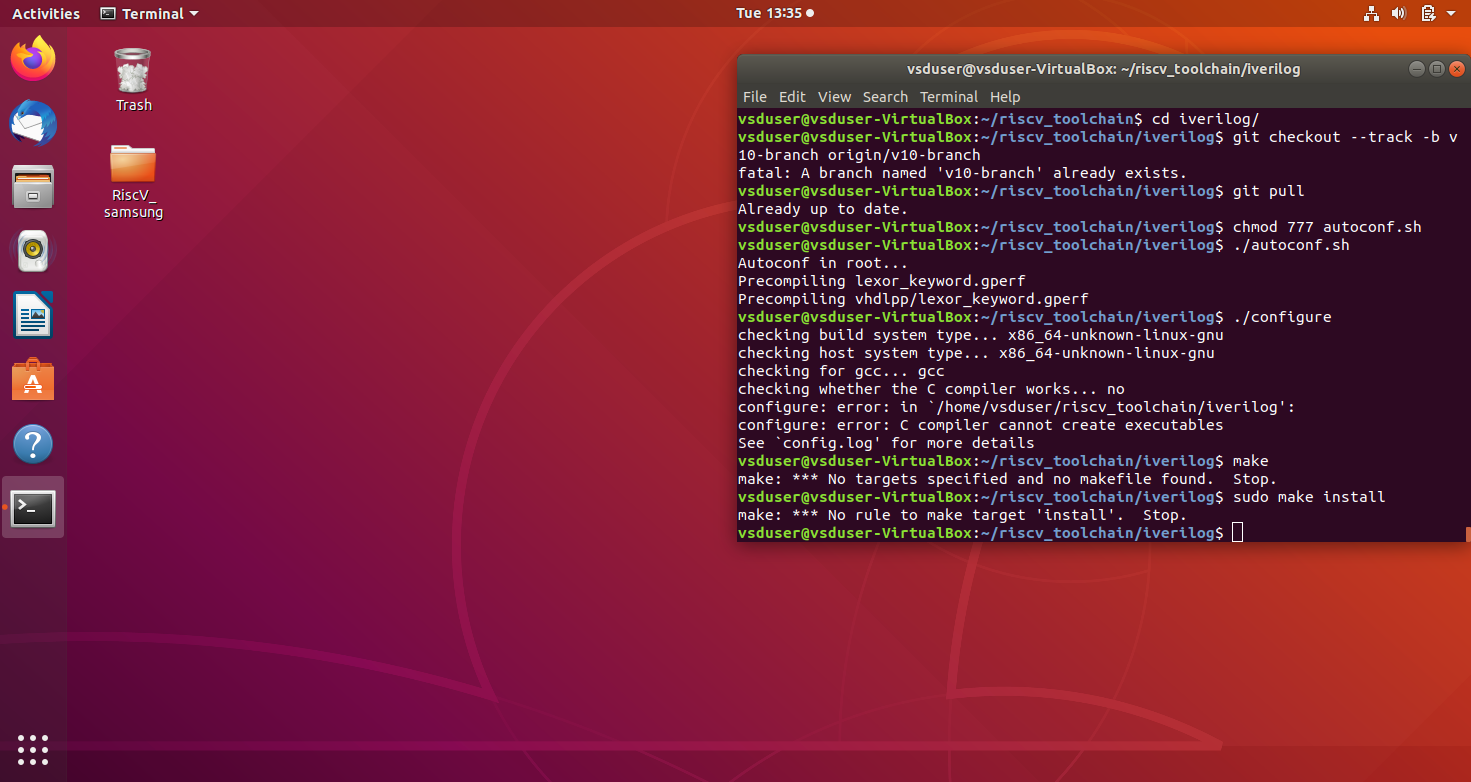 Activities
Terminal
Tue 13:35
Trash
RiscV_
samsung
vsduser@vsduser-VirtualBox: ~/riscv_toolchain/iverilog
File Edit View Search Terminal Help
vsduser@vsduser-VirtualBox:~/riscv_toolchain$ cd iverilog/
vsduser@vsduser-VirtualBox:~/riscv_toolchain/iverilog$ git checkout --track -b v
10-branch origin/v10-branch
fatal: A branch named 'v10-branch' already exists.
vsduser@vsduser-VirtualBox:~/riscv_toolchain/iverilog$ git pull
Already up to date.
vsduser@vsduser-VirtualBox:~/riscv_toolchain/iverilog$ chmod 777 autoconf.sh
vsduser@vsduser-VirtualBox:~/riscv_toolchain/iverilog$ ./autoconf.sh
Autoconf in root...
Precompiling lexor_keyword.gperf
Precompiling vhdlpp/lexor_keyword.gperf
vsduser@vsduser-VirtualBox:~/riscv_toolchain/iverilog$ ./configure
checking build system type... x86_64-unknown-linux-gnu
checking host system type... x86_64-unknown-linux-gnu
checking for gcc... gcc
checking whether the C compiler works... no
configure: error: in `/home/vsduser/riscv_toolchain/iverilog':
configure: error: C compiler cannot create executables
See `config.log' for more details
vsduser@vsduser-VirtualBox:~/riscv_toolchain/iverilog$ make
make: *** No targets specified and no makefile found.  Stop.
vsduser@vsduser-VirtualBox:~/riscv_toolchain/iverilog$ sudo make install
make: *** No rule to make target 'install'.  Stop.
vsduser@vsduser-VirtualBox:~/riscv_toolchain/iverilog$